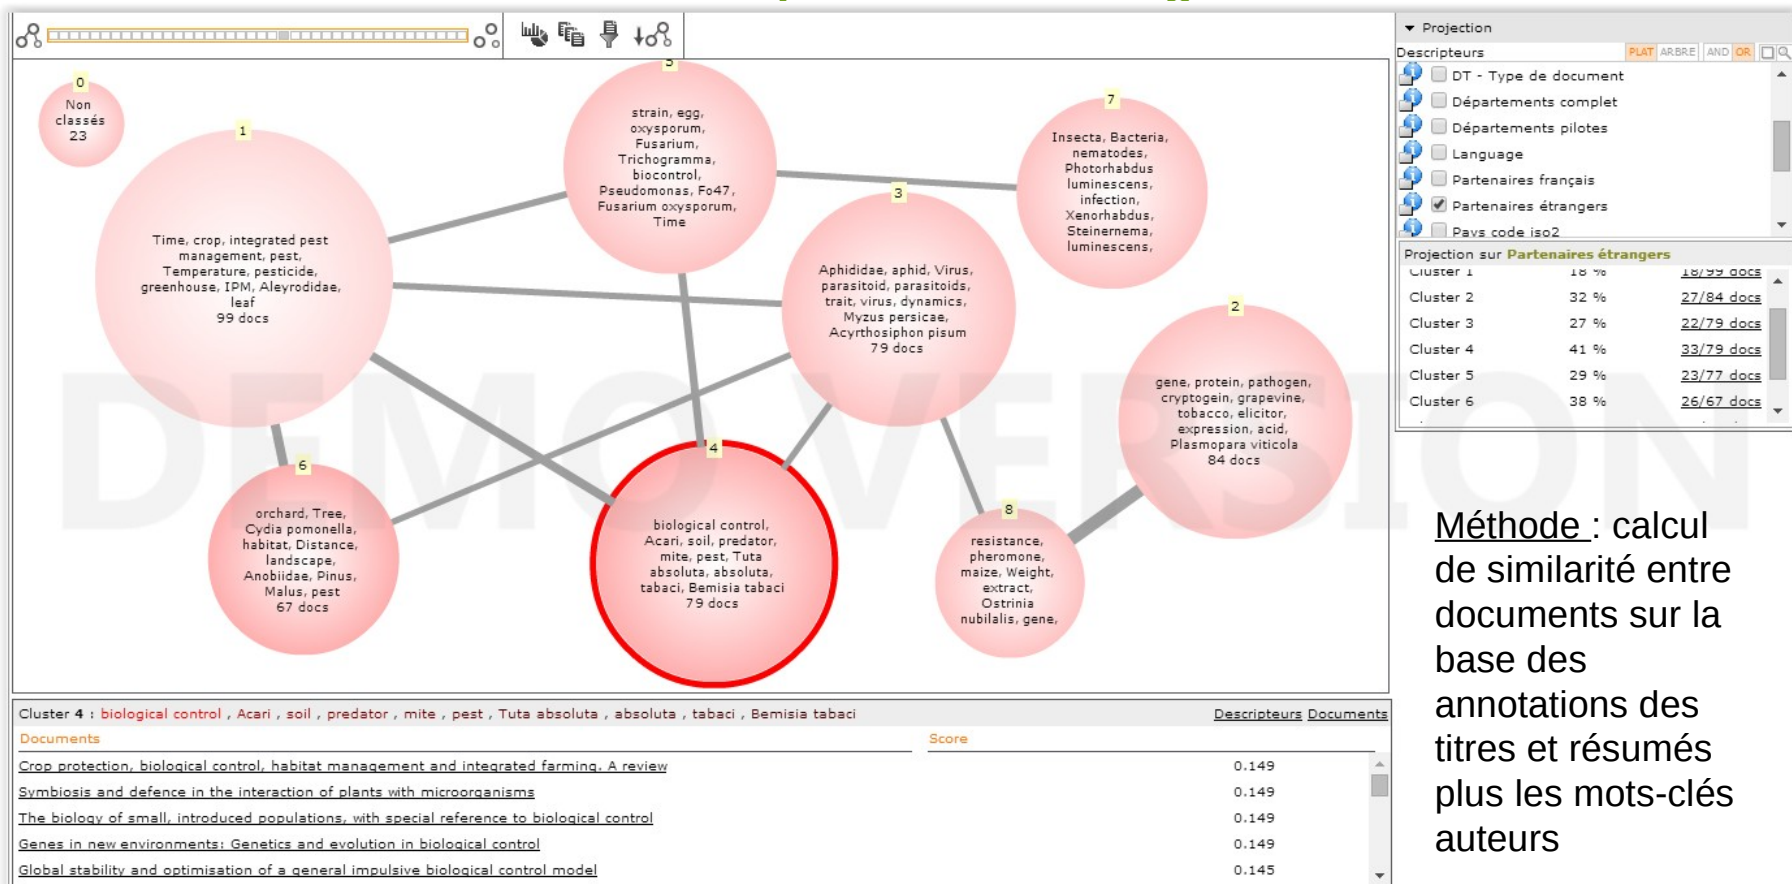 0
Non
classés
23
1
Time, crop, integrated pest
management, pest,
Temperature, pesticide,
greenhouse, IPM, Aleyrodidae,
leaf
99 docs
5
strain, egg,
oxysporum,
Fusarium,
Trichogramma,
biocontrol,
Pseudomonas, Fo47,
Fusarium oxysporum,
Time
7
Insecta, Bacteria,
nematodes,
Photorhabdus
luminescens,
infection,
Xenorhabdus,
Steinernema,
luminescens,
3
Aphididae, aphid, Virus,
parasitoid, parasitoids,
trait, virus, dynamics,
Myzus persicae,
Acyrthosiphon pisum
79 docs
2
gene, protein, pathogen,
cryptogein, grapevine,
tobacco, elicitor,
expression, acid,
Plasmopara viticola
84 docs
6
orchard, Tree,
Cydia pomonella,
habitat, Distance,
landscape,
Anobiidae, Pinus,
Malus, pest
67 docs
4
biological control,
Acari, soil, predator,
mite, pest, Tuta
absoluta, absoluta,
tabaci, Bemisia tabaci
79 docs
8
resistance,
pheromone,
maize, Weight,
extract,
Ostrinia
nubilalis, gene,
DEMO VERSION
Projection
Descripteurs PLAT ARBRE AND OR
DT - Type de document
Départements complet
Départements pilotes
Language
Partenaires français
Partenaires étrangers
Pays code iso2
Projection sur Partenaires étrangers
Cluster 1 18 % 18/99 docs
Cluster 2 32 % 27/84 docs
Cluster 3 27 % 22/79 docs
Cluster 4 41 % 33/79 docs
Cluster 5 29 % 23/77 docs
Cluster 6 38 % 26/67 docs
Méthode : calcul
de similarité entre
documents sur la
base des
annotations des
titres et résumés
plus les mots-clés
auteurs
Cluster 4 : biological control , Acari , soil , predator , mite , pest , Tuta absoluta , absoluta , tabaci , Bemisia tabaci Descripteurs Documents
Documents Score
Crop protection, biological control, habitat management and integrated farming. A review 0.149
Symbiosis and defence in the interaction of plants with microorganisms 0.149
The biology of small, introduced populations, with special reference to biological control 0.149
Genes in new environments: Genetics and evolution in biological control 0.149
Global stability and optimisation of a general impulsive biological control model 0.145